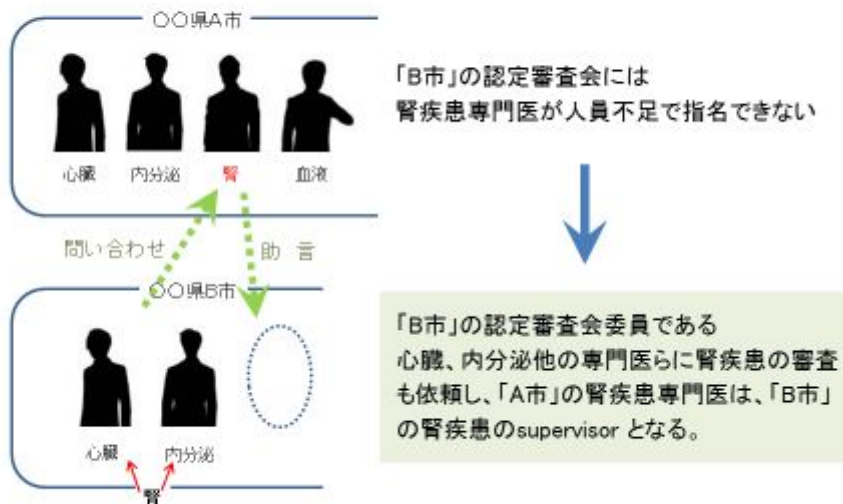 〇〇県A市
心臓
内分泌
腎
血液
問い合わせ
助言
〇〇県B市
心臓
内分泌
腎
「B市」の認定審査会には
腎疾患専門医が人員不足で指名できない
「B市」の認定審査会委員である
心臓、内分泌他の専門医らに腎疾患の審査
も依頼し、「A市」の腎疾患専門医は、「B市」
の腎疾患のsupervisor となる。